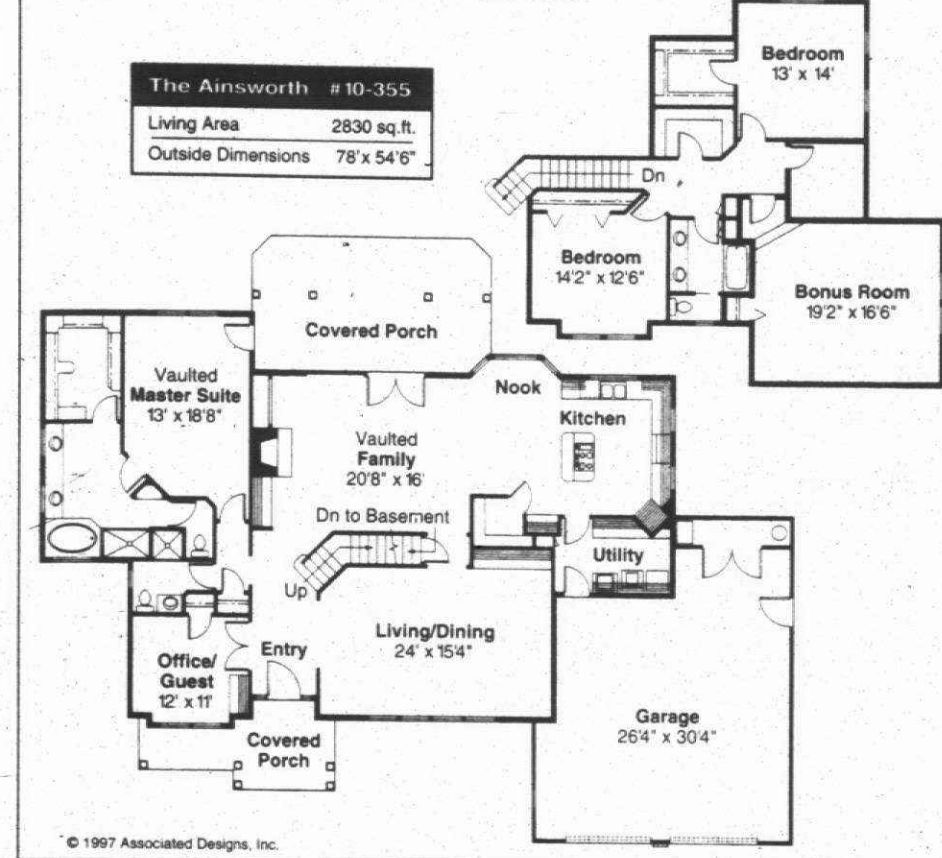 The Ainsworth #10-355
Living Area 2830 sq.ft.
Outside Dimensions 78'x 54'6"
Bedroom
13' x 14'
Dn
Bedroom
14'2" x 12'6"
Bonus Room
19'2" x 16'6"
Covered Porch
Vaulted
Master Suite
13' x 18'8"
Nook
Kitchen
Vaulted
Family
20'8" x 16'
Dn to Basement
Utility
Up
Living/Dining
24' x 15'4"
Entry
Office/
Guest
12' x 11'
Garage
26'4" x 30'4"
Covered
Porch
© 1997 Associated Designs, Inc.